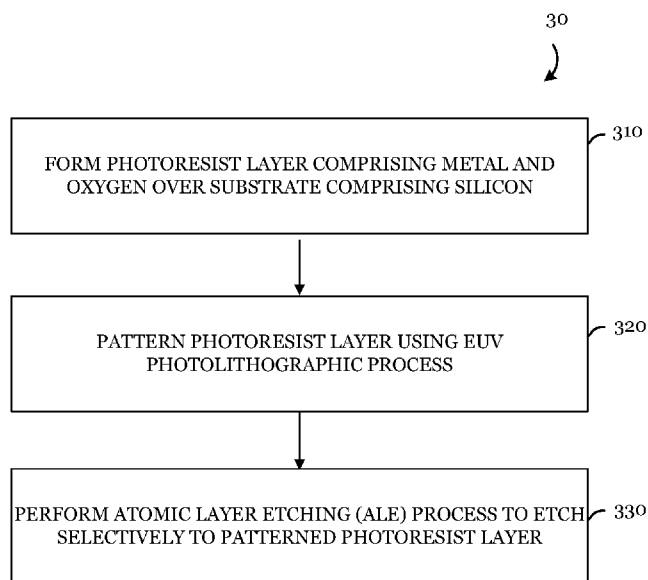 30
310
FORM PHOTORESIST LAYER COMPRISING METAL AND
OXYGEN OVER SUBSTRATE COMPRISING SILICON
320
PATTERN PHOTORESIST LAYER USING EUV
PHOTOLITHOGRAPHIC PROCESS
330
PERFORM ATOMIC LAYER ETCHING (ALE) PROCESS TO ETCH
SELECTIVELY TO PATTERNED PHOTORESIST LAYER